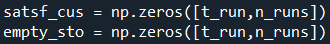 satsf_cus = np.zeros([t_run,n_runs])
empty_sto = np.zeros([t_run,n_runs])